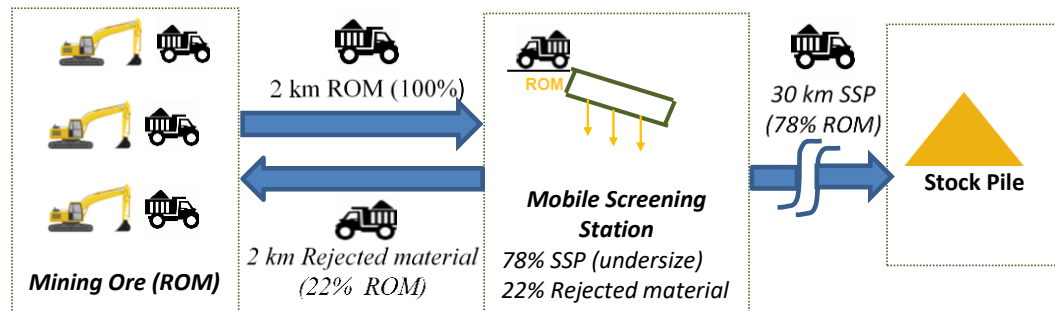 2 km ROM (100%)
2 km Rejected material
(22% ROM)
Mining Ore (ROM)
ROM
Mobile Screening
Station
78% SSP (undersize)
22% Rejected material
30 km SSP
(78% ROM)
Stock Pile